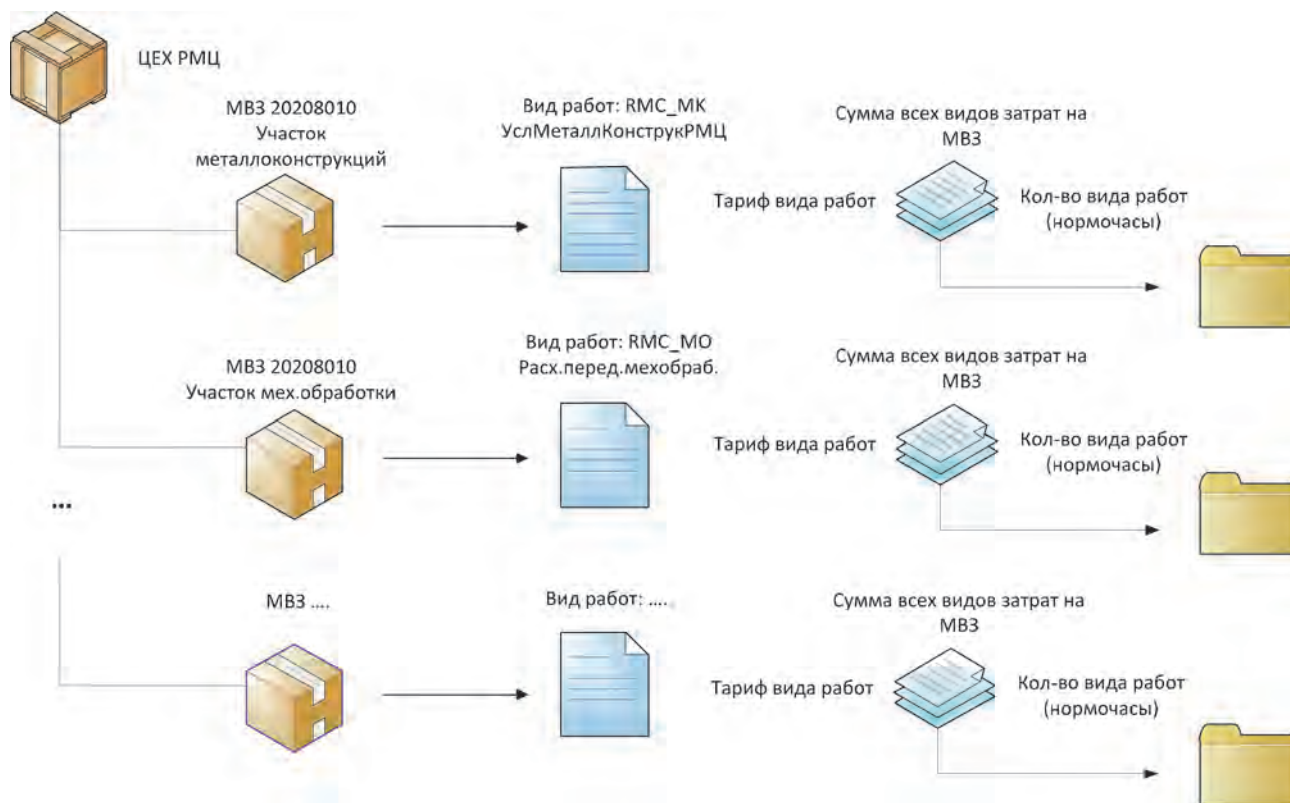 ЦЕХ РМЦ
МВЗ 20208010
Участок
металлоконструкций
Вид работ: RMC_MK
УслМеталлКонструкРМЦ
Сумма всех видов затрат на
МВЗ
Тариф вида работ
Кол-во вида работ
(нормочасы)
МВЗ 20208010
Участок мех.обработки
Вид работ: RMC_MO
Расх.перед.мехобраб.
Сумма всех видов затрат на
МВЗ
Тариф вида работ
Кол-во вида работ
(нормочасы)
...
МВЗ ....
Вид работ: ....
Сумма всех видов затрат на
МВЗ
Тариф вида работ
Кол-во вида работ
(нормочасы)